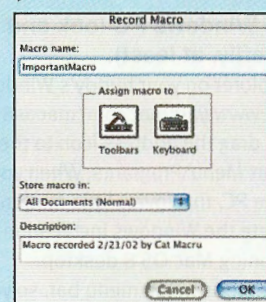 Record Macro
Macro name:
ImportantMacro
Assign macro to
Toolbars Keyboard
Store macro in:
All Documents (Normal)
Description:
Macro recorded 2/21/02 by Cat Macru
Cancel OK